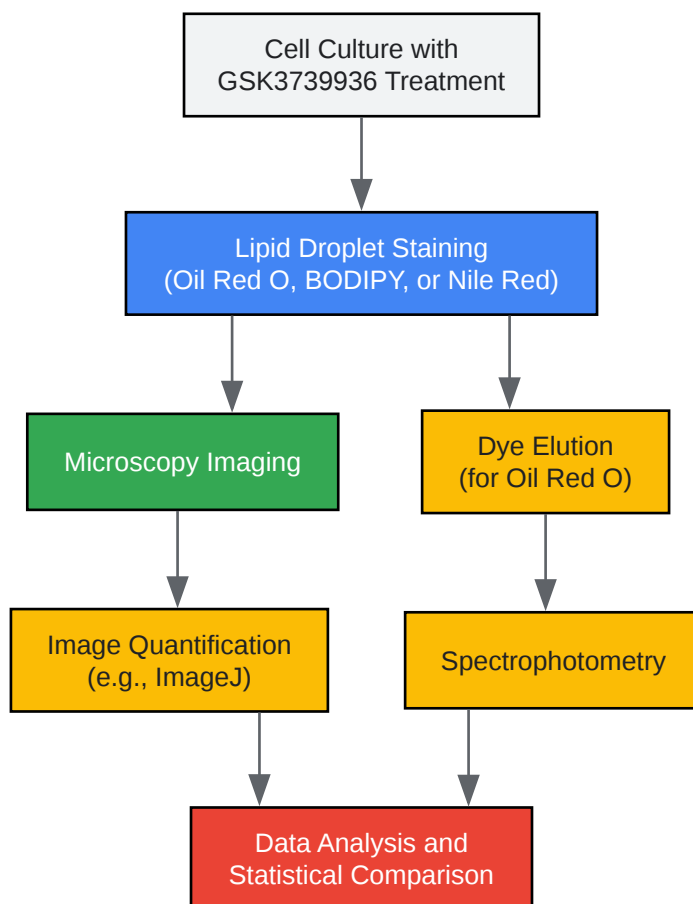 Cell Culture with
GSK3739936 Treatment
Lipid Droplet Staining
(Oil Red O, BODIPY, or Nile Red)
Microscopy Imaging
Dye Elution
(for Oil Red O)
Image Quantification
(e.g., ImageJ)
Spectrophotometry
Data Analysis and
Statistical Comparison